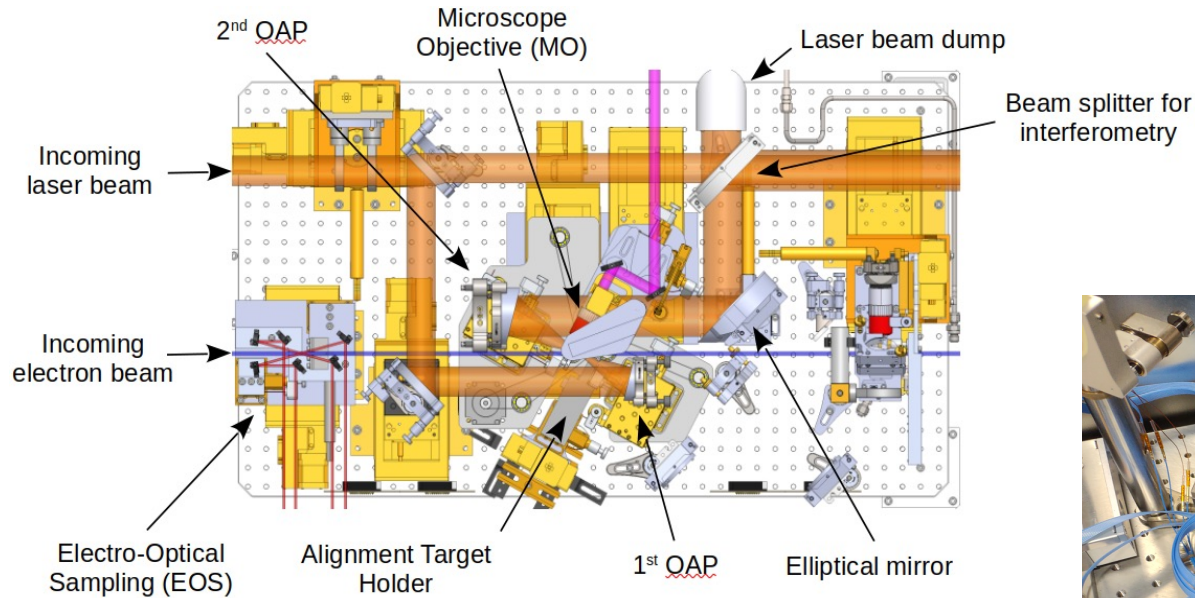 2nd OAP
Microscope
Objective (MO)
Laser beam dump
Beam splitter for
interferometry
Incoming
laser beam
Incoming
electron beam
Electro-Optical
Sampling (EOS)
Alignment Target
Holder
1st OAP
Elliptical mirror